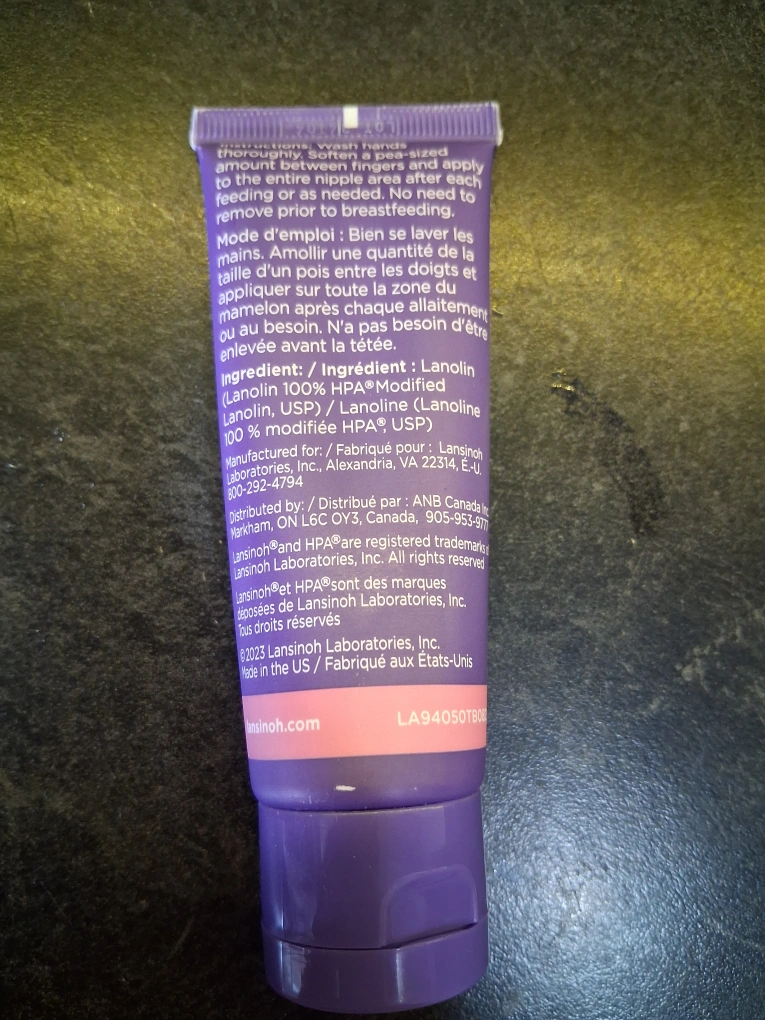 Instructions: Wash hands
thoroughly. Soften a pea-sized
amount between fingers and apply
to the entire nipple area after each
feeding or as needed. No need to
remove prior to breastfeeding.
Mode d'emploi : Bien se laver les
mains. Amollir une quantité de la
taille d'un pois entre les doigts et
appliquer sur toute la zone du
mamelon après chaque allaitement
ou au besoin. N'a pas besoin d'être
enlevée avant la tétée.
Ingredient: / Ingrédient : Lanolin
(Lanolin 100% HPA® Modified
Lanolin, USP) / Lanoline (Lanoline
100 % modifiée HPA®, USP)
Manufactured for: / Fabriqué pour : Lansinoh
Laboratories, Inc., Alexandria, VA 22314, É.-U.
800-292-4794
Distributed by: / Distribué par : ANB Canada Inc
Markham, ON L6C OY3, Canada, 905-953-977
Lansinoh® and HPA® are registered trademarks
Lansinoh Laboratories, Inc. All rights reserved
Lansinoh® et HPA® sont des marques
déposées de Lansinoh Laboratories, Inc.
Tous droits réservés
©2023 Lansinoh Laboratories, Inc.
Made in the US / Fabriqué aux États-Unis
lansinoh.com LA94050TB08